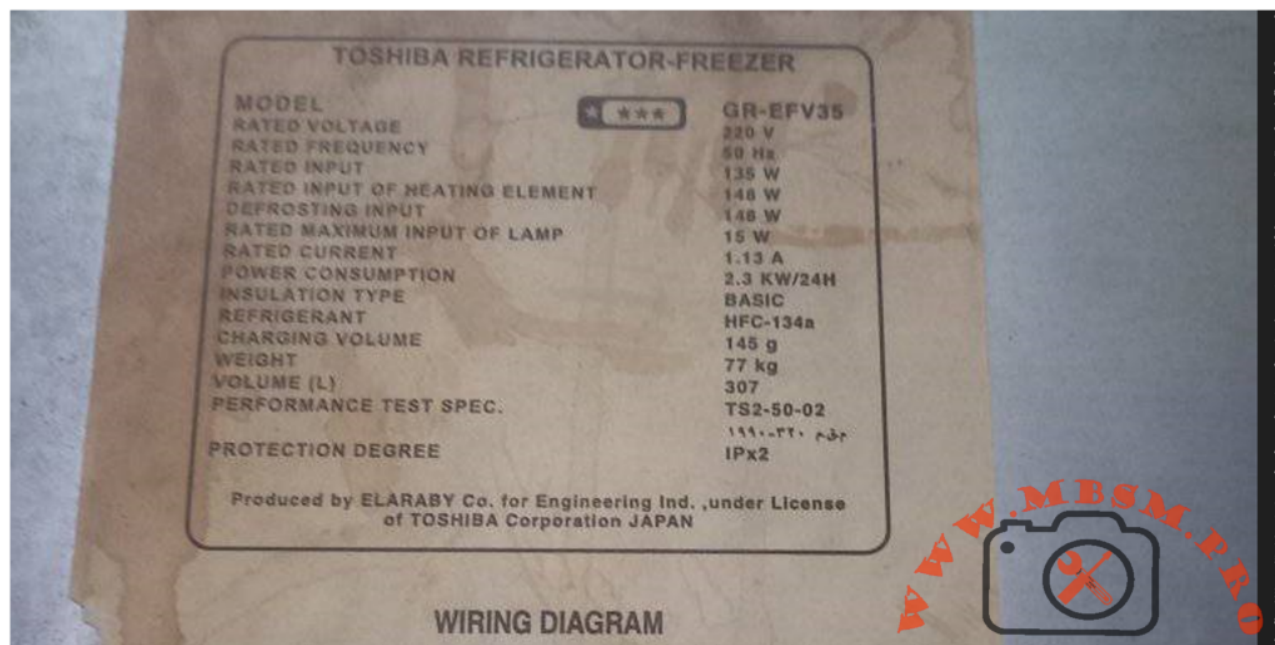 TOSHIBA REFRIGERATOR-FREEZER
MODEL GR-EFV35
RATED VOLTAGE 220 V
RATED FREQUENCY 50 Hz
RATED INPUT 135 W
RATED INPUT OF HEATING ELEMENT 146 W
DEFROSTING INPUT 146 W
RATED MAXIMUM INPUT OF LAMP 15 W
RATED CURRENT 1.13 A
POWER CONSUMPTION 2.3 KW/24H
INSULATION TYPE BASIC
REFRIGERANT HFC-134a
CHARGING VOLUME 145 g
WEIGHT 77 kg
VOLUME (L) 307
PERFORMANCE TEST SPEC. TS2-50-02
م.ق.م ٣٢٠-١٩٩٠
PROTECTION DEGREE IPx2
Produced by ELARABY Co. for Engineering Ind. ,under License
of TOSHIBA Corporation JAPAN
WIRING DIAGRAM
WWW.MBSM.PRO